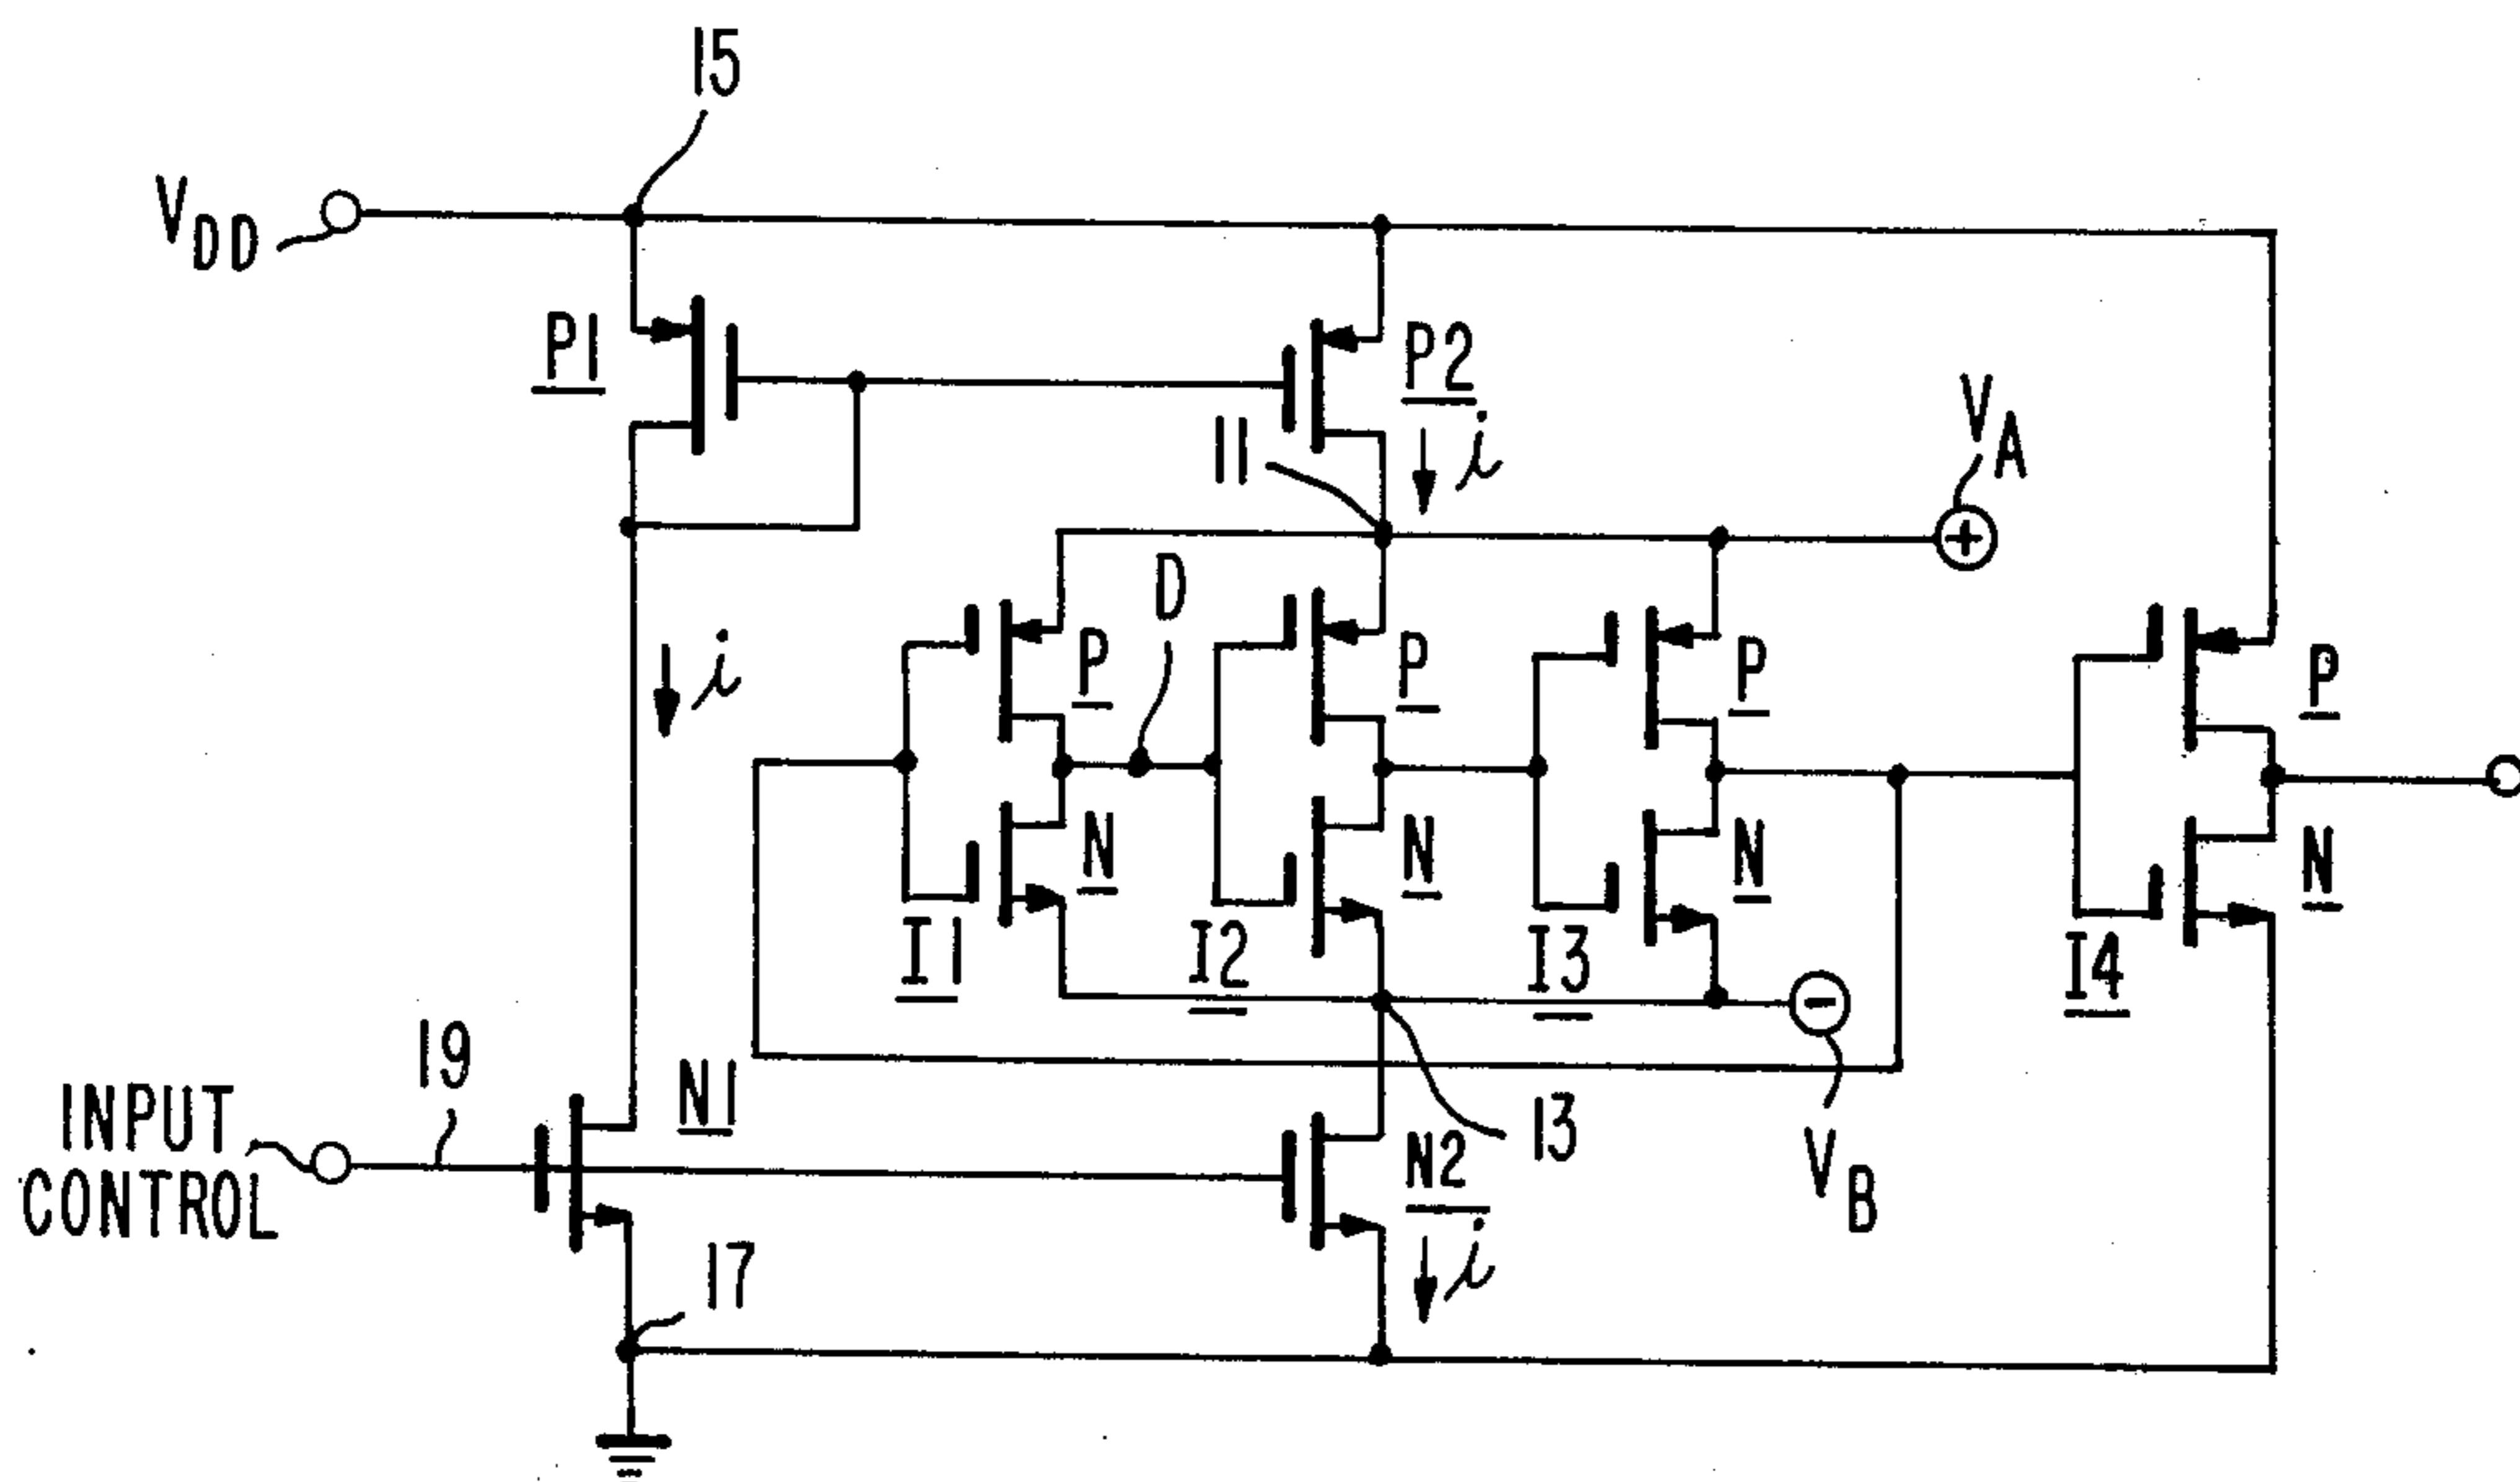 15
VDD
P1
P2
i
11
VA
+
D
i
P
P
P
P
N
N
N
N
I1
I2
I3
I4
-
19
N1
INPUT
CONTROL
13
N2
VB
i
17